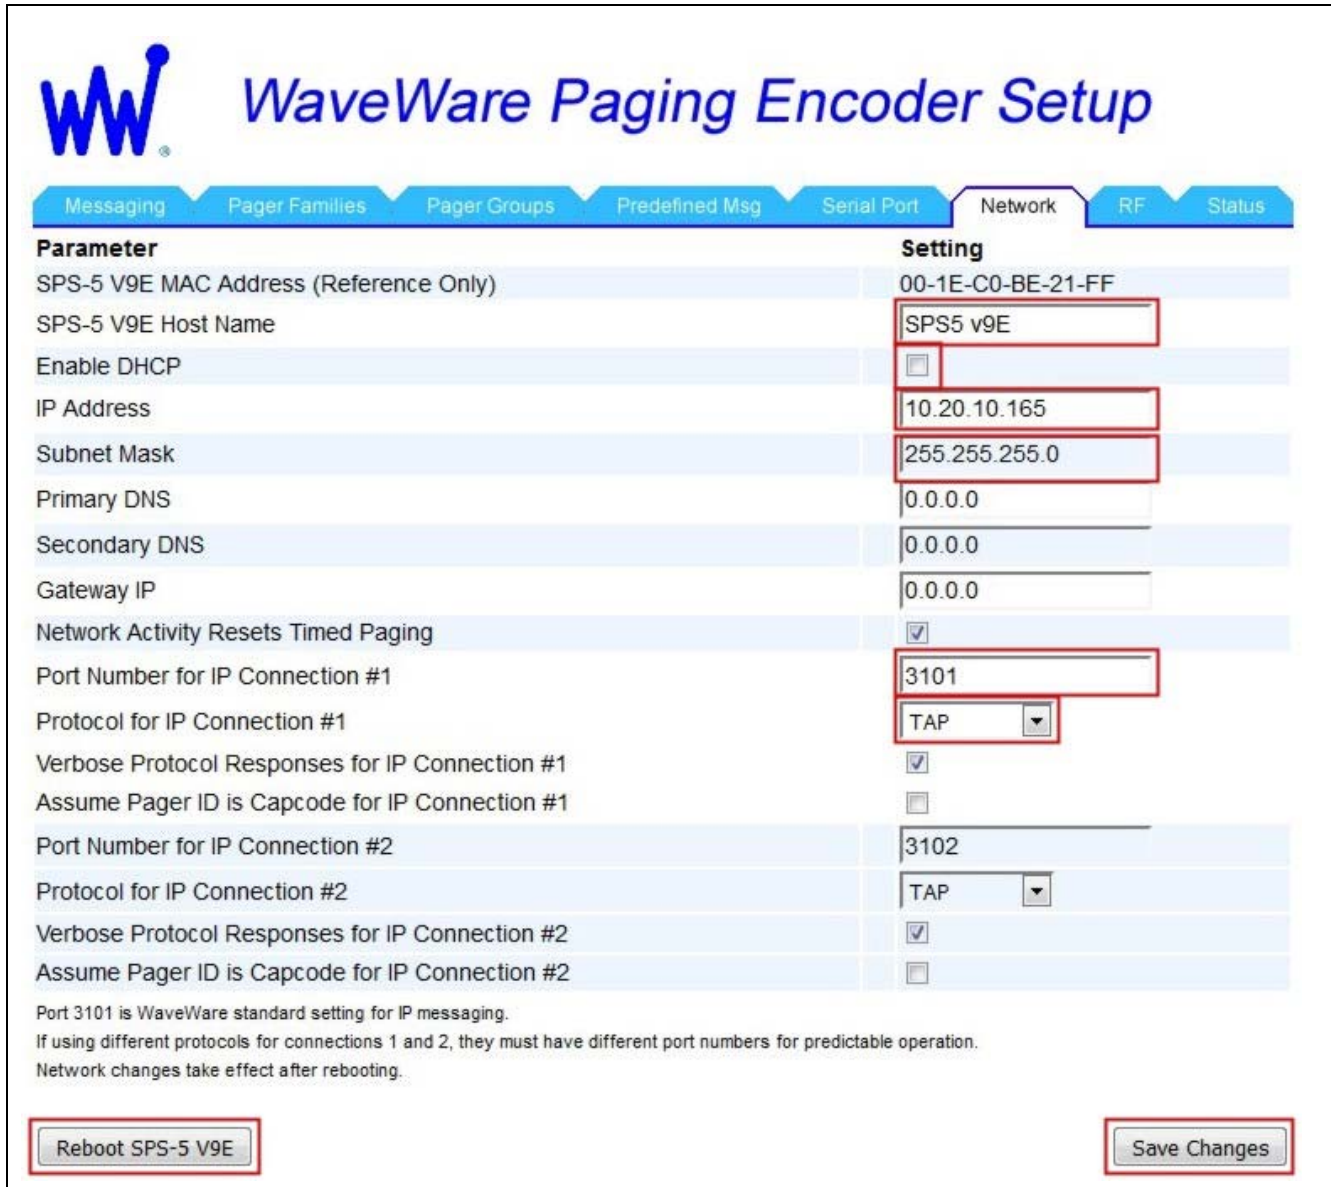 WW®
WaveWare Paging Encoder Setup
Messaging Pager Families Pager Groups Predefined Msg Serial Port Network RF Status
Parameter Setting
SPS-5 V9E MAC Address (Reference Only) 00-1E-C0-BE-21-FF
SPS-5 V9E Host Name SPS5 v9E
Enable DHCP
IP Address 10.20.10.165
Subnet Mask 255.255.255.0
Primary DNS 0.0.0.0
Secondary DNS 0.0.0.0
Gateway IP 0.0.0.0
Network Activity Resets Timed Paging
Port Number for IP Connection #1 3101
Protocol for IP Connection #1 TAP
Verbose Protocol Responses for IP Connection #1
Assume Pager ID is Capcode for IP Connection #1
Port Number for IP Connection #2 3102
Protocol for IP Connection #2 TAP
Verbose Protocol Responses for IP Connection #2
Assume Pager ID is Capcode for IP Connection #2
Port 3101 is WaveWare standard setting for IP messaging.
If using different protocols for connections 1 and 2, they must have different port numbers for predictable operation.
Network changes take effect after rebooting.
Reboot SPS-5 V9E Save Changes